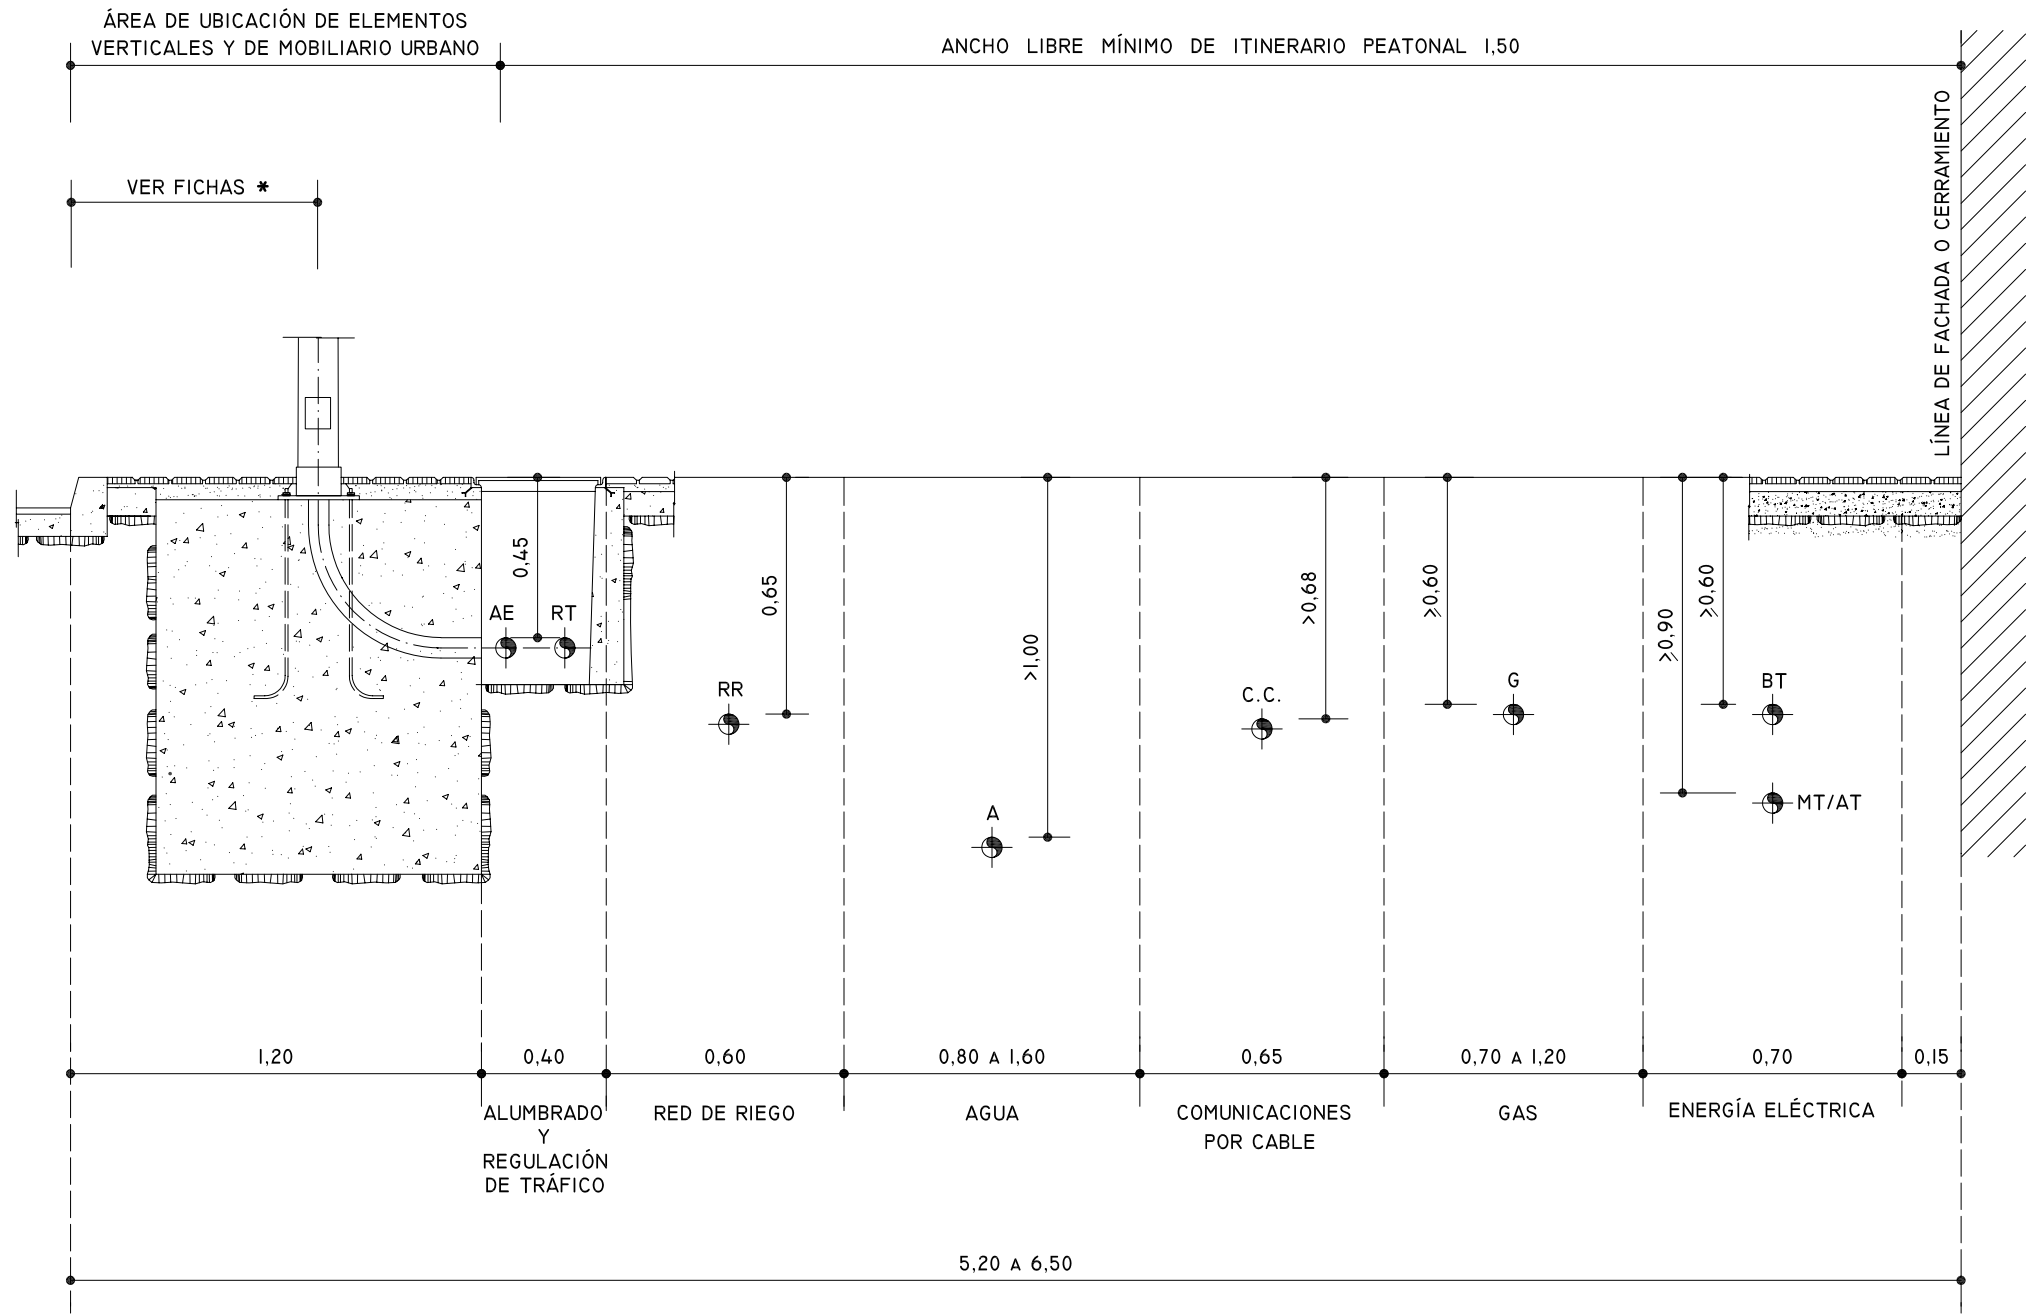 ÁREA DE UBICACIÓN DE ELEMENTOS
VERTICALES Y DE MOBILIARIO URBANO
ANCHO LIBRE MÍNIMO DE ITINERARIO PEATONAL 1,50
LÍNEA DE FACHADA O CERRAMIENTO
VER FICHAS *
0,45
0,65
>1,00
>0,68
⩾0,60
⩾0,90
⩾0,60
AE
RT
RR
A
C.C.
G
BT
MT/AT
1,20
0,40
0,60
0,80 A 1,60
0,65
0,70 A 1,20
0,70
0,15
ALUMBRADO
Y
REGULACIÓN
DE TRÁFICO
RED DE RIEGO
AGUA
COMUNICACIONES
POR CABLE
GAS
ENERGÍA ELÉCTRICA
5,20 A 6,50